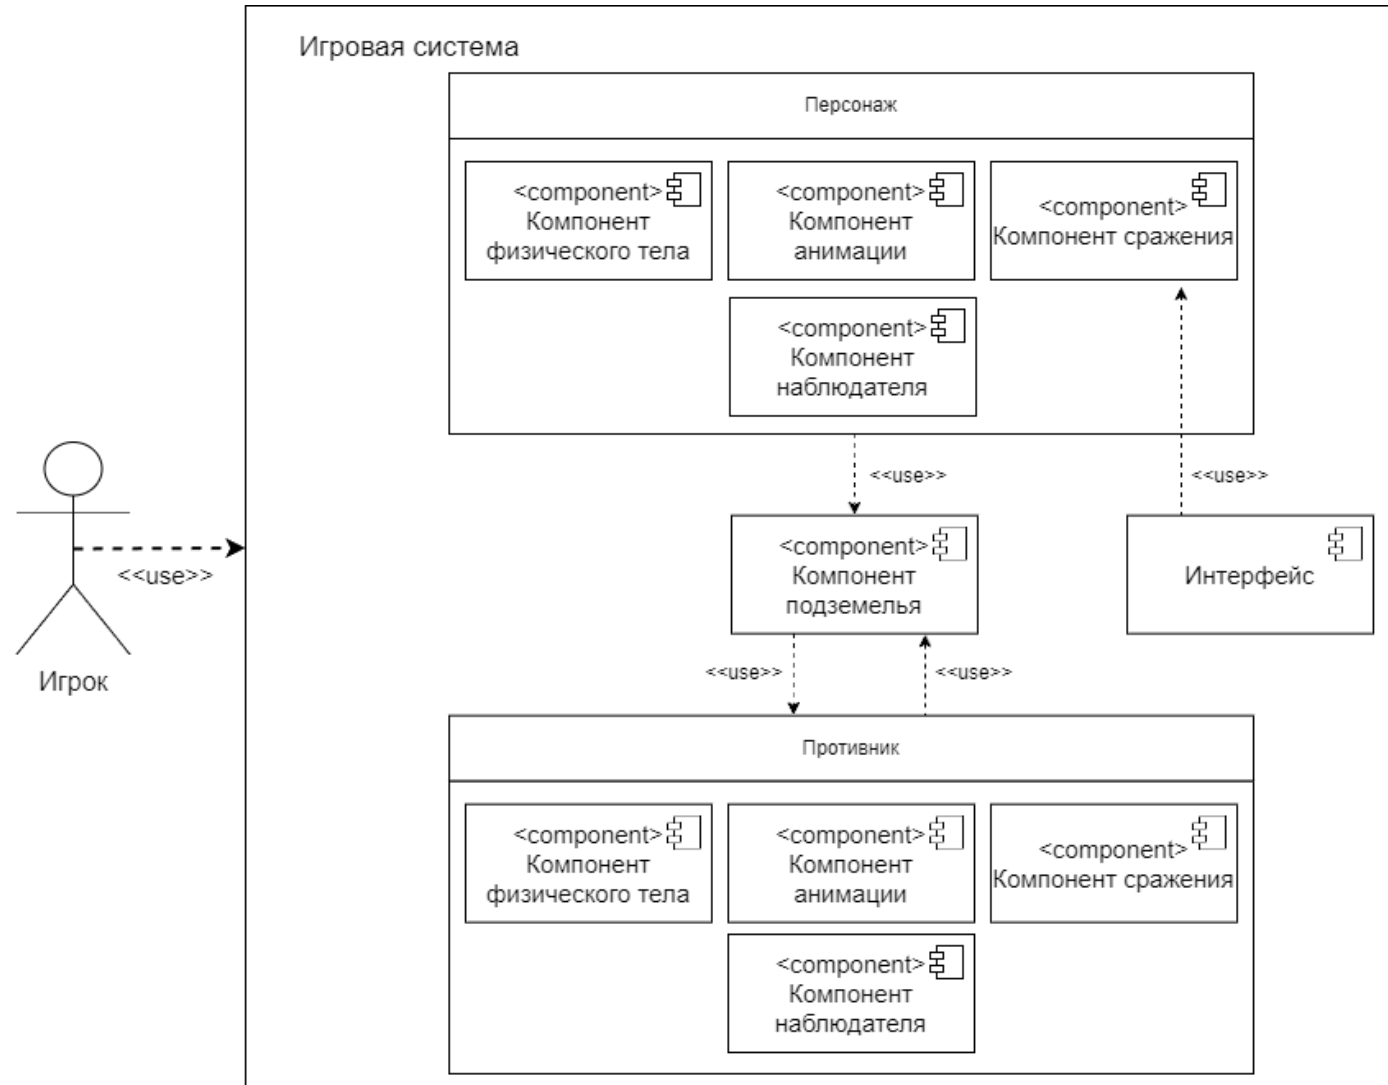 Игровая система
Персонаж
<component>
Компонент
физического тела
<component>
Компонент
анимации
<component>
Компонент сражения
<component>
Компонент
наблюдателя
<<use>>
<<use>>
<<use>>
Игрок
<component>
Компонент
подземелья
Интерфейс
<<use>>
<<use>>
Противник
<component>
Компонент
физического тела
<component>
Компонент
анимации
<component>
Компонент сражения
<component>
Компонент
наблюдателя